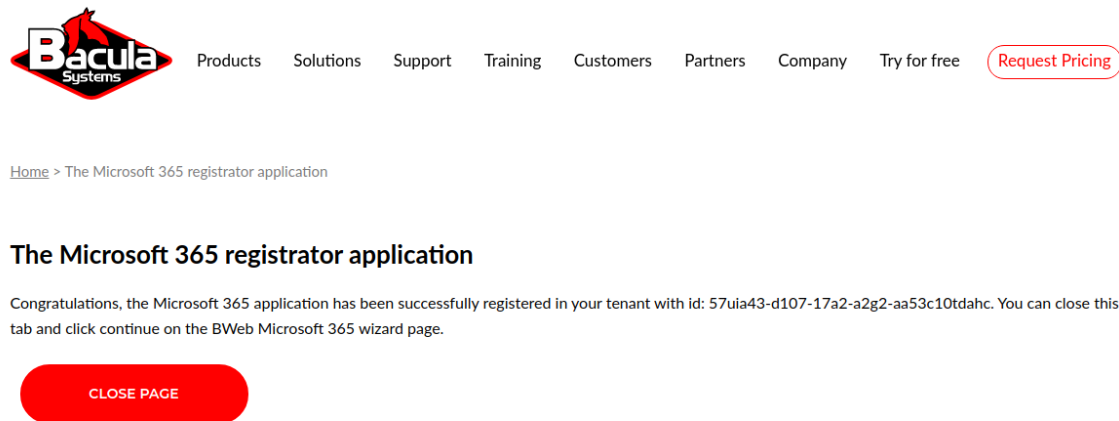 Bacula
Systems
Products Solutions Support Training Customers Partners Company Try for free Request Pricing
Home > The Microsoft 365 registrator application
The Microsoft 365 registrator application
Congratulations, the Microsoft 365 application has been successfully registered in your tenant with id: 57uia43-d107-17a2-a2g2-aa53c10tdahc. You can close this
tab and click continue on the BWeb Microsoft 365 wizard page.
CLOSE PAGE